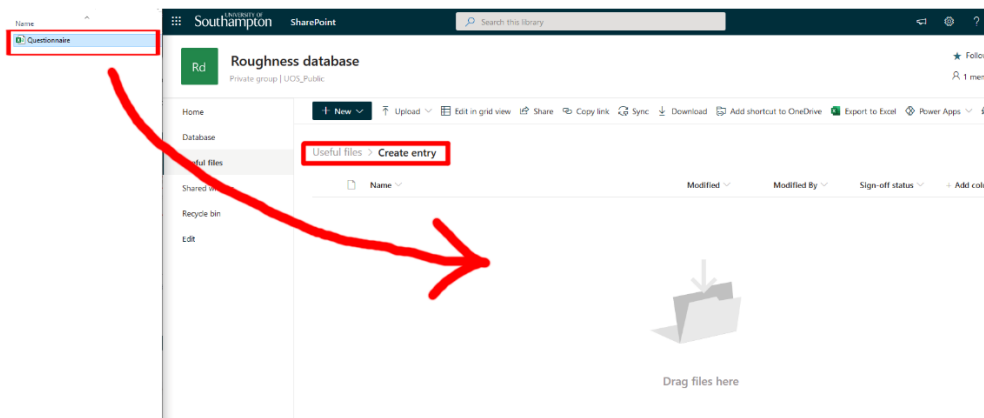 Name
Questionnaire
UNIVERSITY OF
Southampton
SharePoint
Search this library
?
Rd
Roughness database
Private group | UOS_Public
Follow
1 mem
Home
Database
ful files
Shared w
Recycle bin
Edit
+ New
Upload
Edit in grid view
Share
Copy link
Sync
Download
Add shortcut to OneDrive
Export to Excel
Power Apps
Useful files > Create entry
Name
Modified
Modified By
Sign-off status
+ Add colu
Drag files here